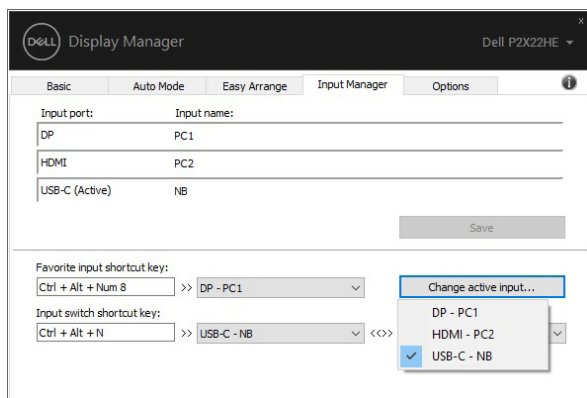 DELL Display Manager Dell P2X22HE
Basic Auto Mode Easy Arrange Input Manager Options
Input port: Input name:
DP PC1
HDMI PC2
USB-C (Active) NB
Save
Favorite input shortcut key:
Ctrl + Alt + Num 8 >> DP - PC1 Change active input...
Input switch shortcut key:
Ctrl + Alt + N >> USB-C - NB <<>>
DP - PC1
HDMI - PC2
USB-C - NB